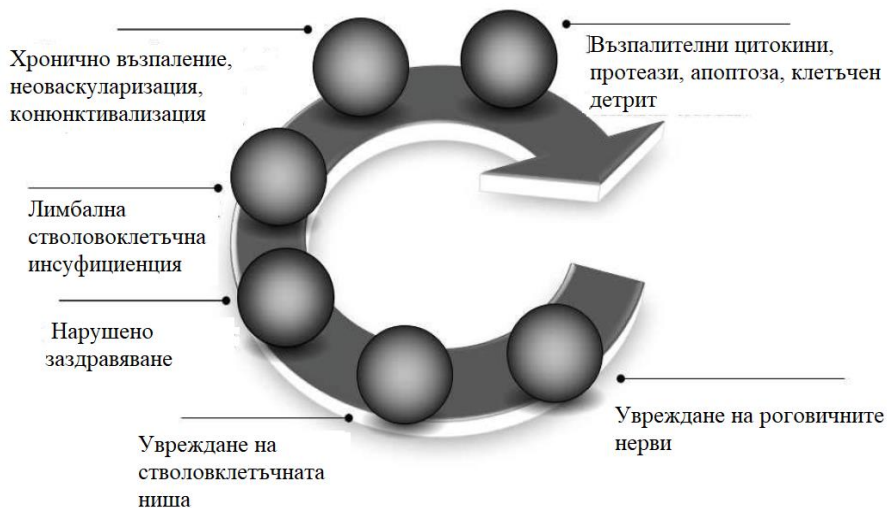 Хронично възпаление,
неоваскуларизация,
конюнктивализация
Възпалителни цитокини,
протеази, апоптоза, клетъчен
детрит
Лимбална
стволовоклетъчна
инсуфициенция
Нарушено
заздравяване
Увреждане на
стволовклетъчната
ниша
Увреждане на роговичните
нерви